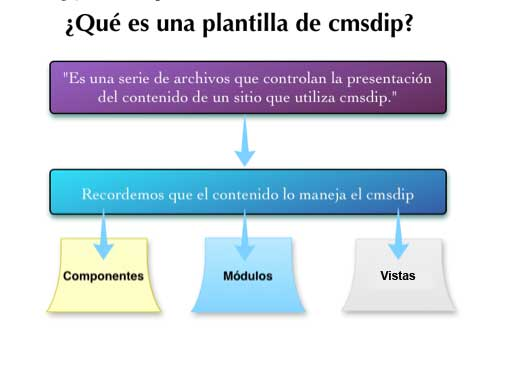 ¿Qué es una plantilla de cmsdip?
"Es una serie de archivos que controlan la presentación
del contenido de un sitio que utiliza cmsdip."
Recordemos que el contenido lo maneja el cmsdip
Componentes
Módulos
Vistas